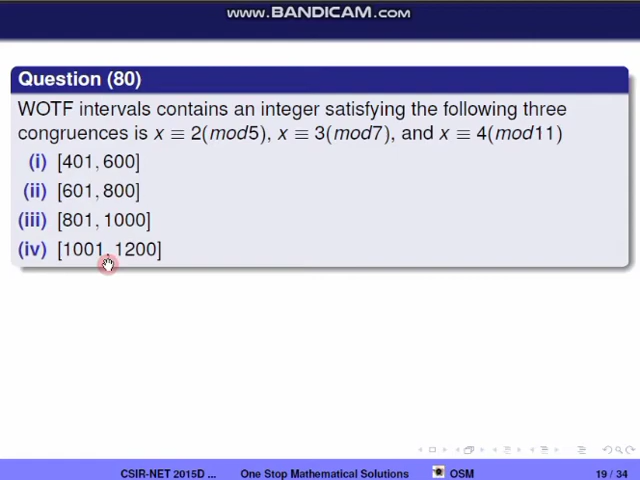 www.BANDICAM.com
Question (80)
WOTF intervals contains an integer satisfying the following three
congruences is x ≡ 2(mod5), x ≡ 3(mod7), and x ≡ 4(mod11)
(i) [401, 600]
(ii) [601, 800]
(iii) [801, 1000]
(iv) [1001, 1200]
CSIR-NET 2015D ... One Stop Mathematical Solutions OSM 19 / 34